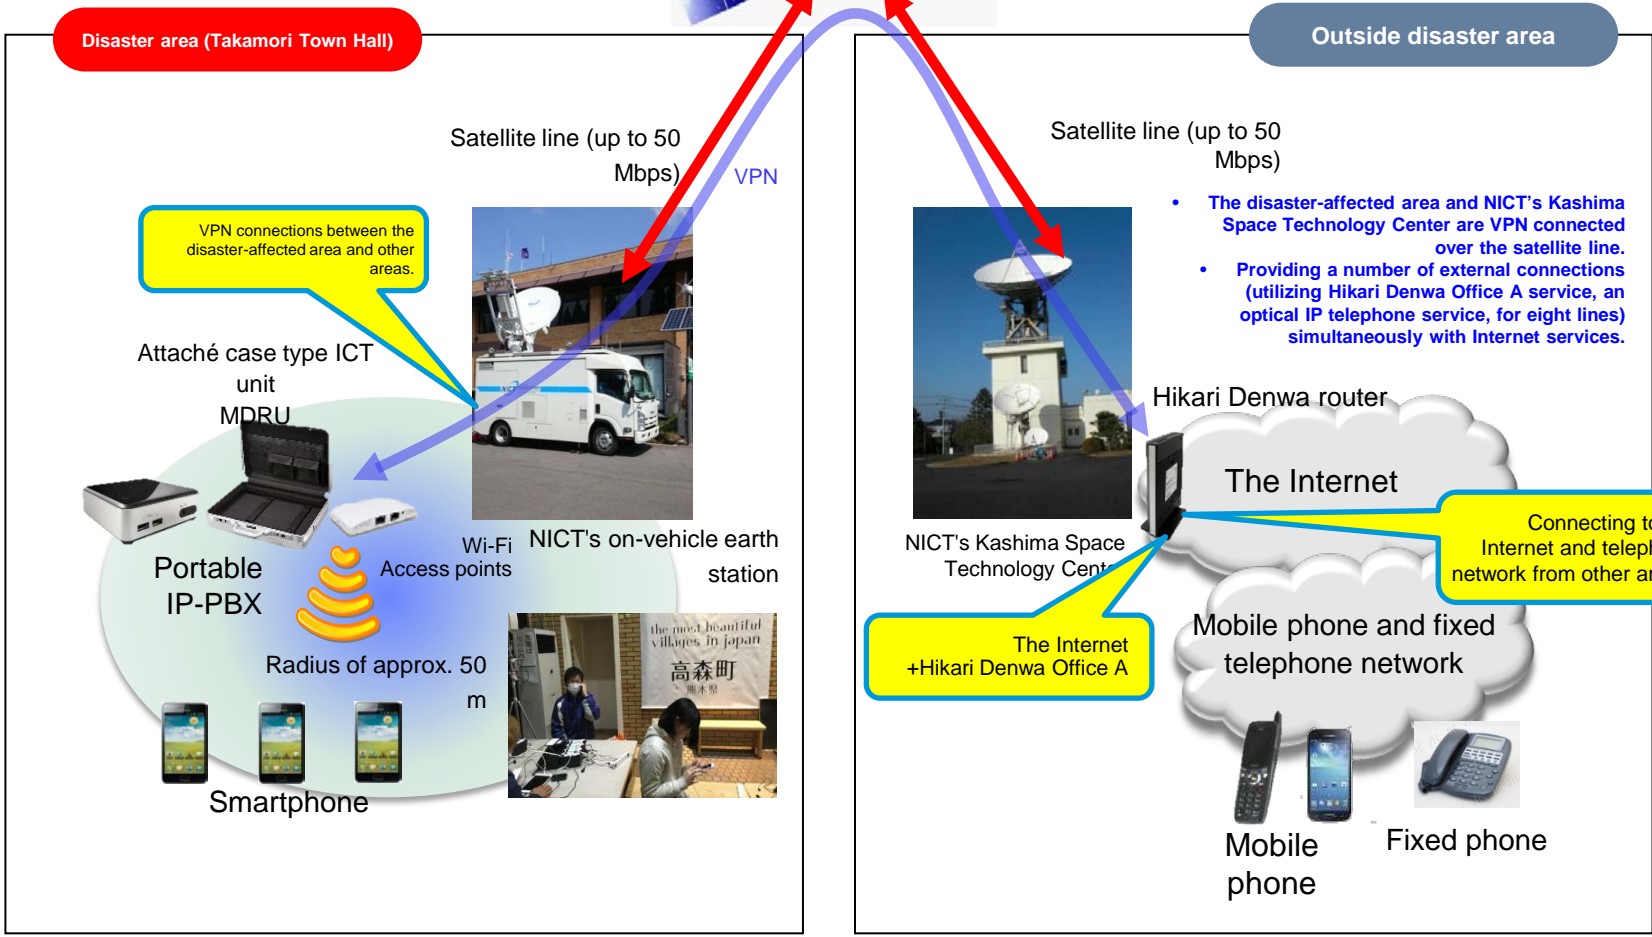 Disaster area (Takamori Town Hall)
Outside disaster area
Satellite line (up to 50
Mbps)
VPN
VPN connections between the
disaster-affected area and other
areas.
Attaché case type ICT
unit
MDRU
Portable
IP-PBX
Wi-Fi
Access points
NICT's on-vehicle earth
station
Radius of approx. 50
m
Smartphone
the most beautiful
villages in japan
高森町
熊本県
NICT
Satellite line (up to 50
Mbps)
• The disaster-affected area and NICT’s Kashima
Space Technology Center are VPN connected
over the satellite line.
• Providing a number of external connections
(utilizing Hikari Denwa Office A service, an
optical IP telephone service, for eight lines)
simultaneously with Internet services.
Hikari Denwa router
The Internet
NICT's Kashima Space
Technology Cente
Connecting to
Internet and teleph
network from other ar
The Internet
+Hikari Denwa Office A
Mobile phone and fixed
telephone network
Mobile
phone
Fixed phone